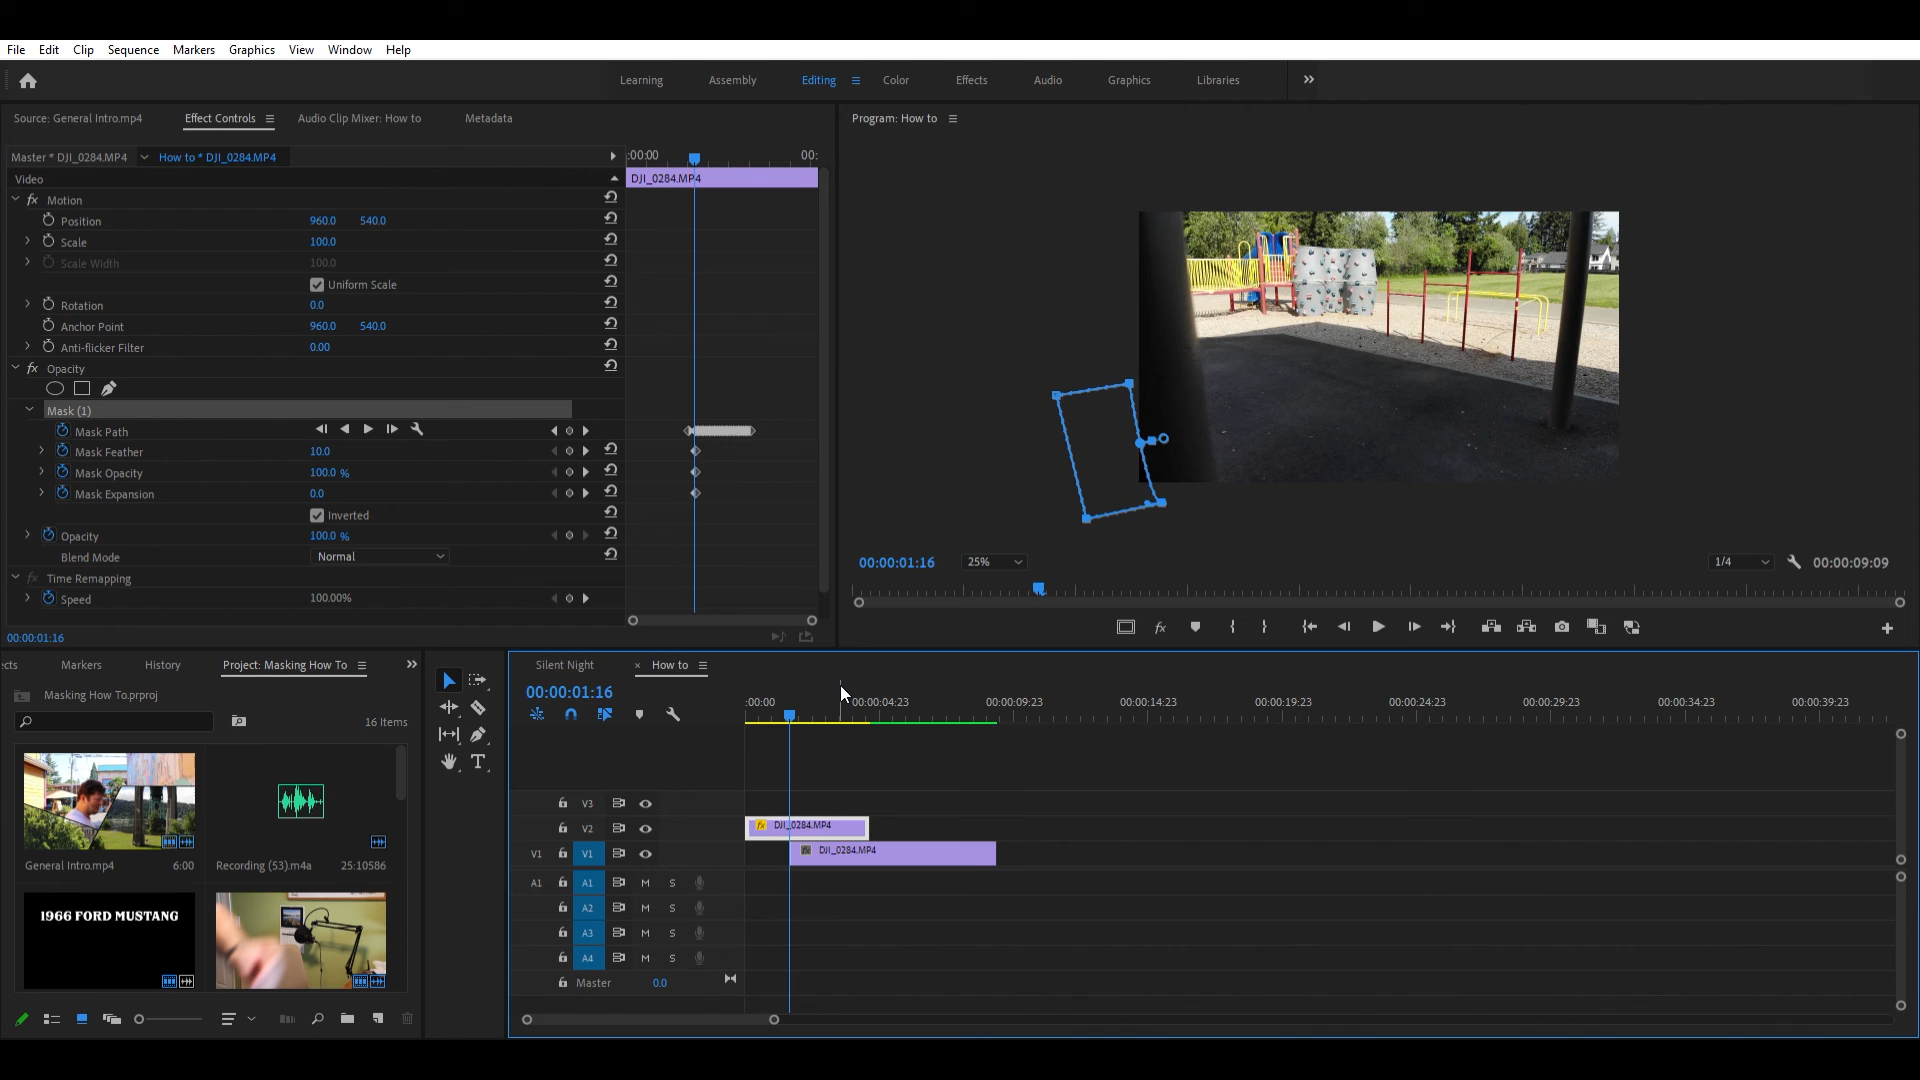 File Edit Clip Sequence Markers Graphics View Window Help
Learning Assembly Editing Color Effects Audio Graphics Libraries
Source: General Intro.mp4 Effect Controls Audio Clip Mixer: How to Metadata
Program: How to
Master * DJI_0284.MP4 How to * DJI_0284.MP4
:00:00 00:
Video
DJI_0284.MP4
fx Motion
Position 960.0 540.0
Scale 100.0
Scale Width 100.0
Uniform Scale
Rotation 0.0
Anchor Point 960.0 540.0
Anti-flicker Filter 0.00
fx Opacity
Mask (1)
Mask Path
Mask Feather 10.0
Mask Opacity 100.0 %
Mask Expansion 0.0
Inverted
Opacity 100.0 %
Blend Mode Normal
fx Time Remapping
Speed 100.00%
00:00:01:16
00:00:01:16 25% 1/4 00:00:09:09
fx
ects Markers History Project: Masking How To
Masking How To.prproj
16 Items
General Intro.mp4 6:00
Recording (53).m4a 25:10586
1966 FORD MUSTANG
T
Silent Night × How to
00:00:01:16
:00:00 00:00:04:23 00:00:09:23 00:00:14:23 00:00:19:23 00:00:24:23 00:00:29:23 00:00:34:23 00:00:39:23
V3
V2 fx DJI_0284.MP4
V1 V1 fx DJI_0284.MP4
A1 A1 M S
A2 M S
A3 M S
A4 M S
Master 0.0